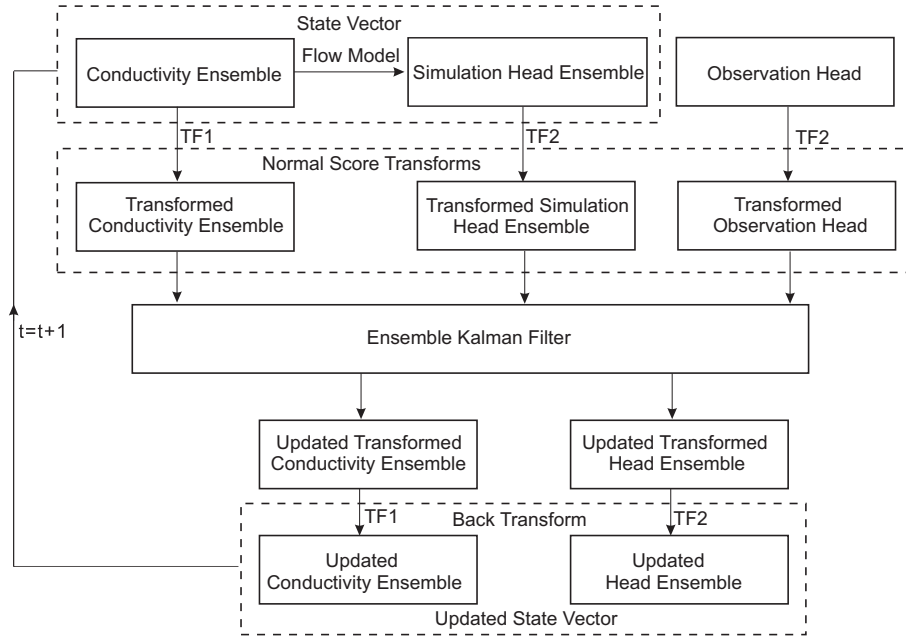 State Vector
Conductivity Ensemble
Flow Model
Simulation Head Ensemble
Observation Head
TF1
TF2
TF2
Normal Score Transforms
Transformed
Conductivity Ensemble
Transformed Simulation
Head Ensemble
Transformed
Observation Head
t=t+1
Ensemble Kalman Filter
Updated Transformed
Conductivity Ensemble
Updated Transformed
Head Ensemble
TF1
Back Transform
TF2
Updated
Conductivity Ensemble
Updated
Head Ensemble
Updated State Vector